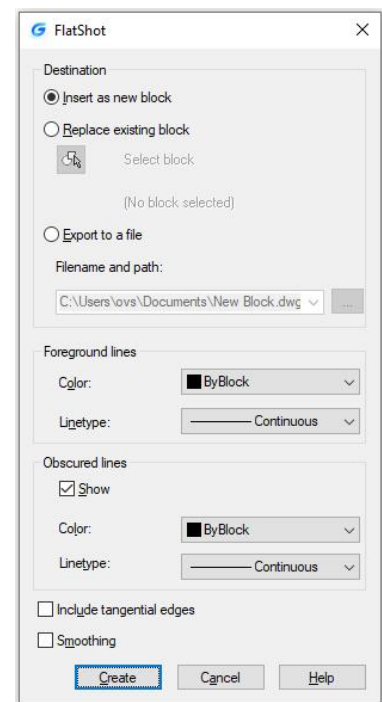 FlatShot
Destination
Insert as new block
Replace existing block
Select block
(No block selected)
Export to a file
Filename and path:
C:\Users\ovs\Documents\New Block.dwg
...
Foreground lines
Color: ByBlock
Linetype: Continuous
Obscured lines
Show
Color: ByBlock
Linetype: Continuous
Include tangential edges
Smoothing
Create Cancel Help